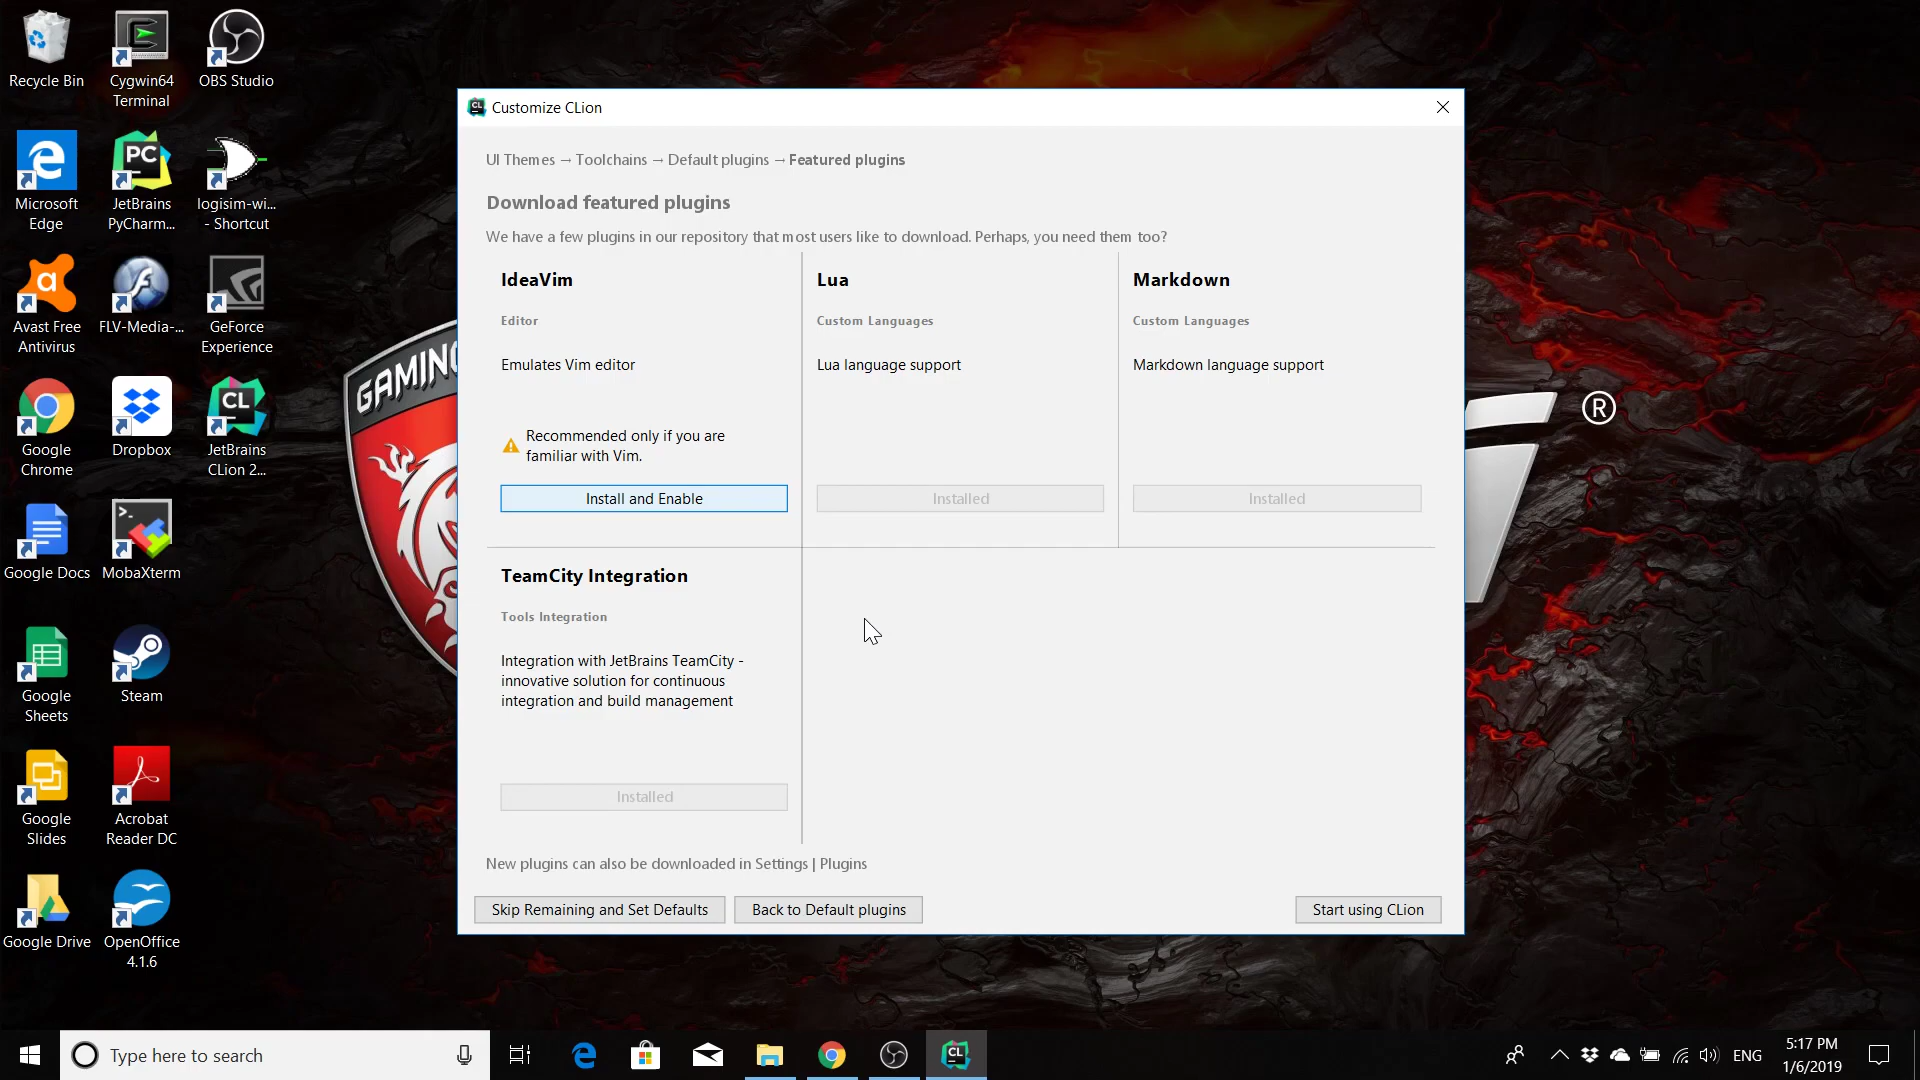 Recycle Bin
Cygwin64
Terminal
OBS Studio
Microsoft
Edge
JetBrains
PyCharm...
logisim-wi...
- Shortcut
Avast Free
Antivirus
FLV-Media-...
GeForce
Experience
Google
Chrome
Dropbox
JetBrains
CLion 2...
Google Docs
MobaXterm
Google
Sheets
Steam
Google
Slides
Acrobat
Reader DC
Google Drive
OpenOffice
4.1.6
PC
CL
GAMING
®
CL
Customize CLion
UI Themes → Toolchains → Default plugins → Featured plugins
Download featured plugins
We have a few plugins in our repository that most users like to download. Perhaps, you need them too?
IdeaVim
Editor
Emulates Vim editor
Recommended only if you are
familiar with Vim.
Install and Enable
Lua
Custom Languages
Lua language support
Installed
Markdown
Custom Languages
Markdown language support
Installed
TeamCity Integration
Tools Integration
Integration with JetBrains TeamCity -
innovative solution for continuous
integration and build management
Installed
New plugins can also be downloaded in Settings | Plugins
Skip Remaining and Set Defaults
Back to Default plugins
Start using CLion
Type here to search
CL
ENG
5:17 PM
1/6/2019